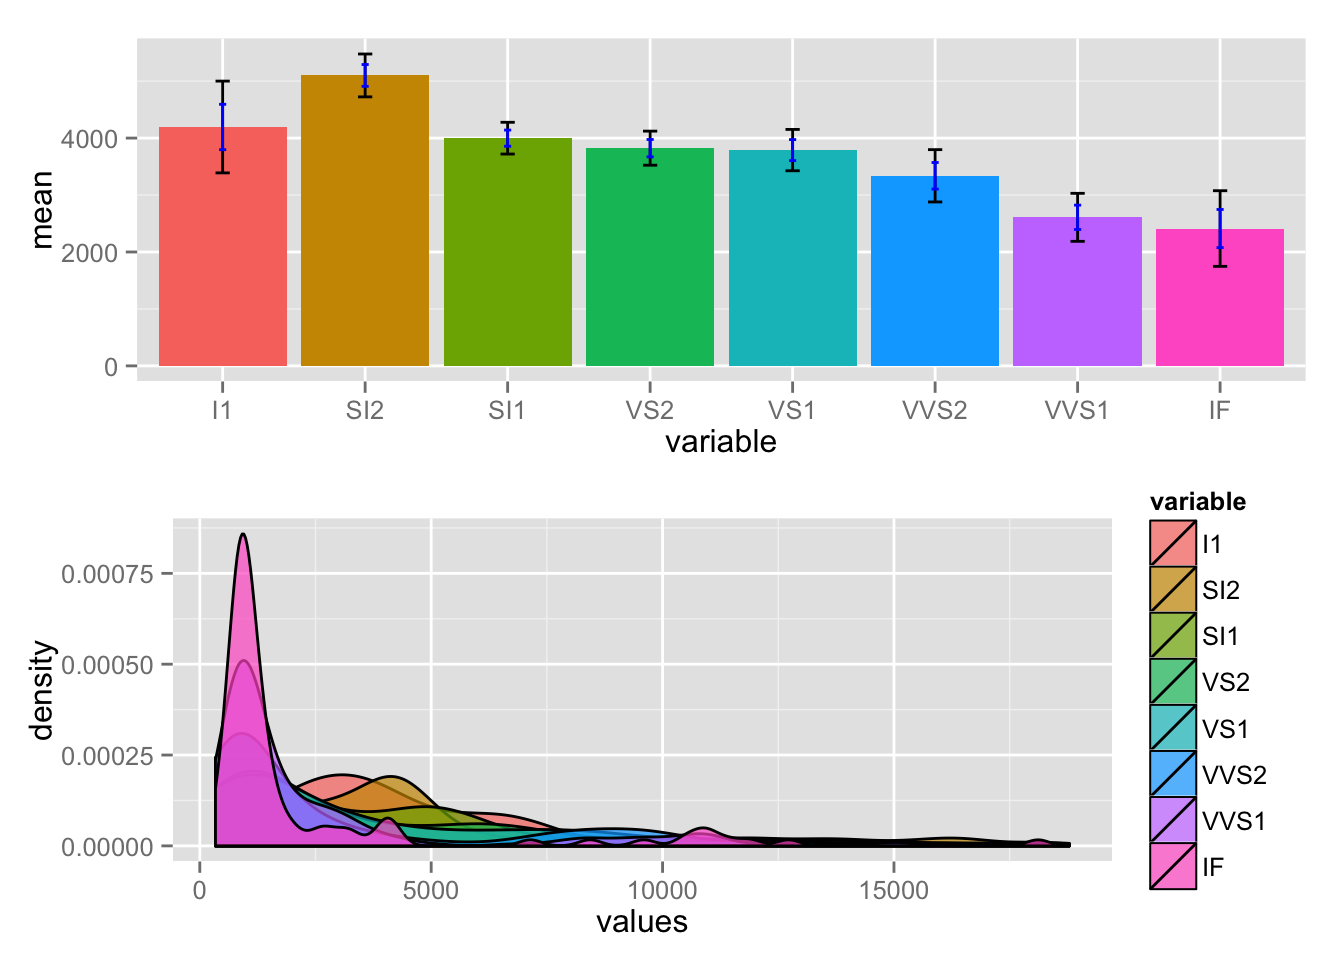 mean
4000
2000
0
I1 SI2 SI1 VS2 VS1 VVS2 VVS1 IF
variable
density
0.00075
0.00050
0.00025
0.00000
0 5000 10000 15000
values
variable
I1
SI2
SI1
VS2
VS1
VVS2
VVS1
IF